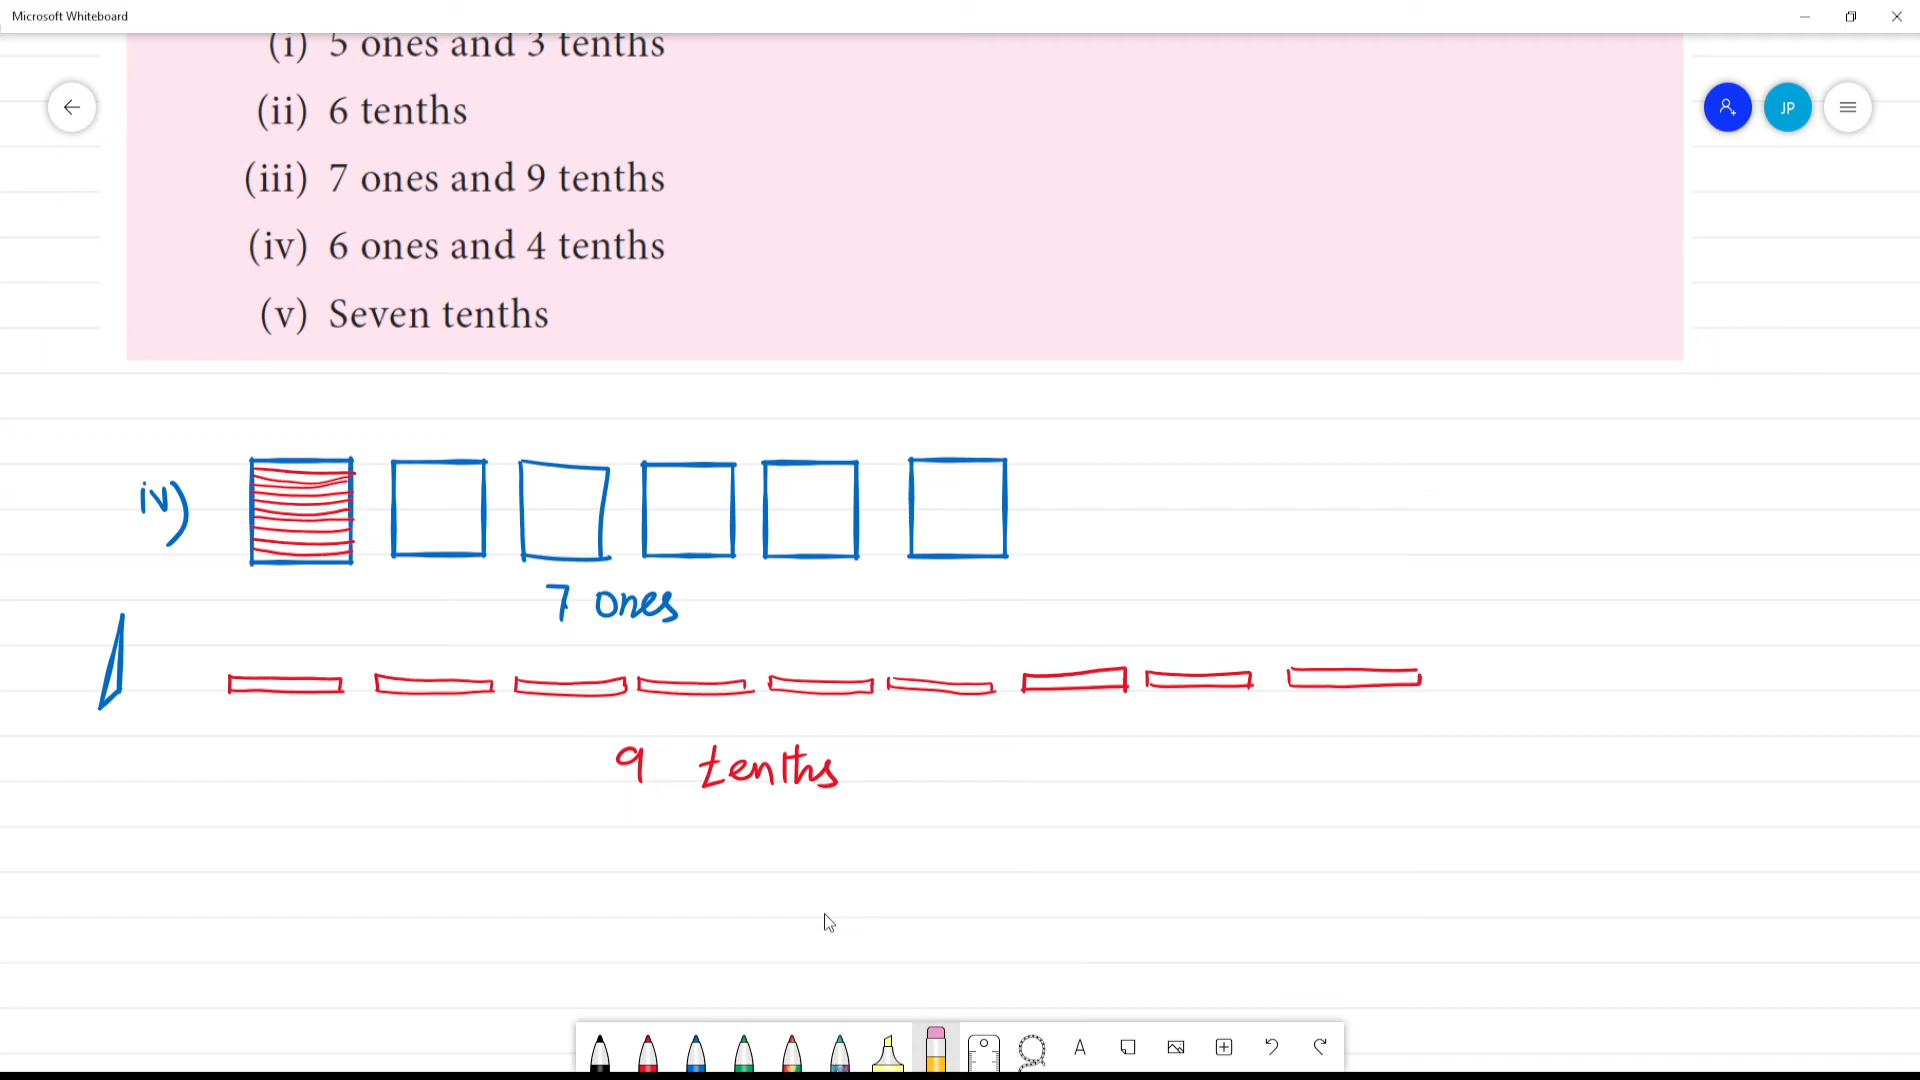 Microsoft Whiteboard
(i) 5 ones and 3 tenths
(ii) 6 tenths
JP
(iii) 7 ones and 9 tenths
(iv) 6 ones and 4 tenths
(v) Seven tenths
iv)
7 ones
9 tenths
A